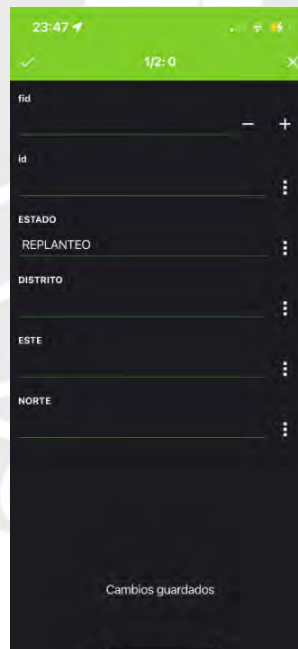 23:47
1/2: 0
fid
id
ESTADO
REPLANTEO
DISTRITO
ESTE
NORTE
Cambios guardados